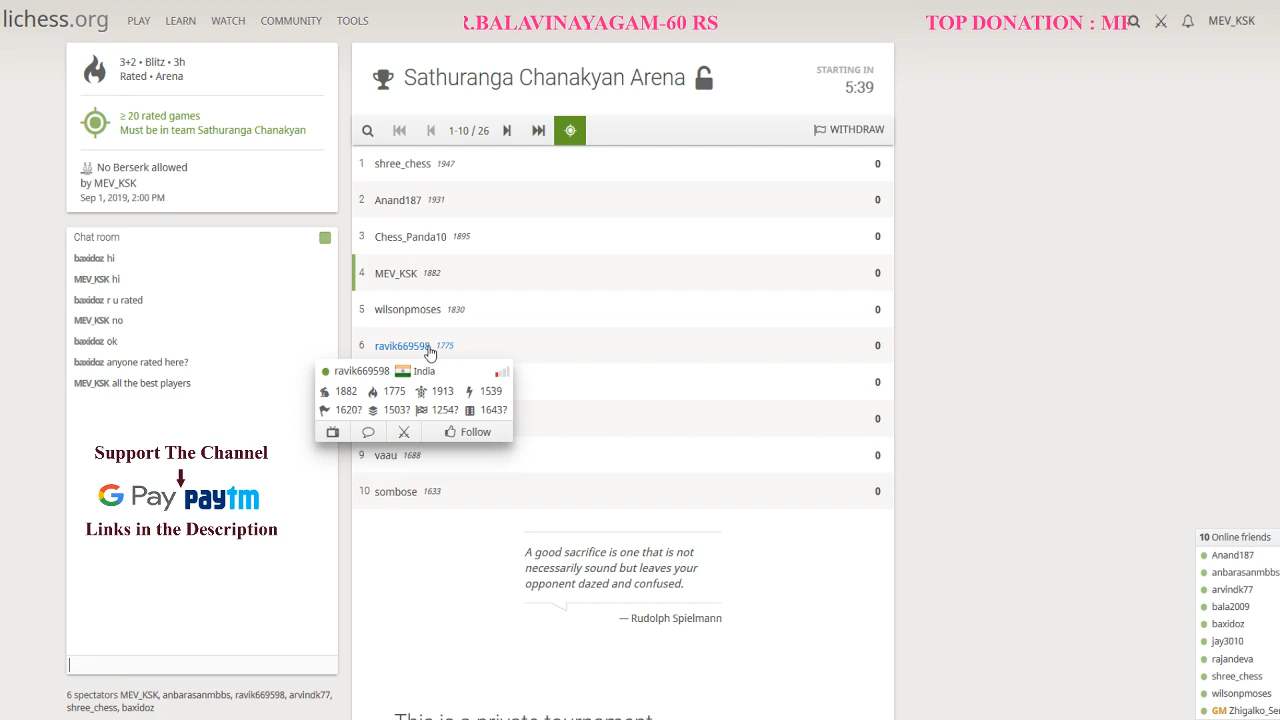 lichess.org PLAY LEARN WATCH COMMUNITY TOOLS
R.BALAVINAYAGAM-60 RS
TOP DONATION :
MEV_KSK
3+2 • Blitz • 3h
Rated • Arena
≥ 20 rated games
Must be in team Sathuranga Chanakyan
No Berserk allowed
by MEV_KSK
Sep 1, 2019, 2:00 PM
Chat room
baxidoz hi
MEV_KSK hi
baxidoz r u rated
MEV_KSK no
baxidoz ok
baxidoz anyone rated here?
MEV_KSK all the best players
Support The Channel
G Pay paytm
Links in the Description
6 spectators MEV_KSK, anbarasanmbbs, ravik669598, arvindk77,
shree_chess, baxidoz
Sathuranga Chanakyan Arena
STARTING IN
5:39
1-10 / 26
WITHDRAW
1 shree_chess 1947 0
2 Anand187 1931 0
3 Chess_Panda10 1895 0
4 MEV_KSK 1882 0
5 wilsonpmoses 1830 0
6 ravik669598 1775 0
ravik669598 India
1882 1775 1913 1539
1620? 1503? 1254? 1643?
Follow
0
0
9 vaau 1688 0
10 sombose 1633 0
A good sacrifice is one that is not
necessarily sound but leaves your
opponent dazed and confused.
— Rudolph Spielmann
This is a private tournament
10 Online friends
Anand187
anbarasanmbbs
arvindk77
bala2009
baxidoz
jay3010
rajandeva
shree_chess
wilsonpmoses
GM Zhigalko_Se